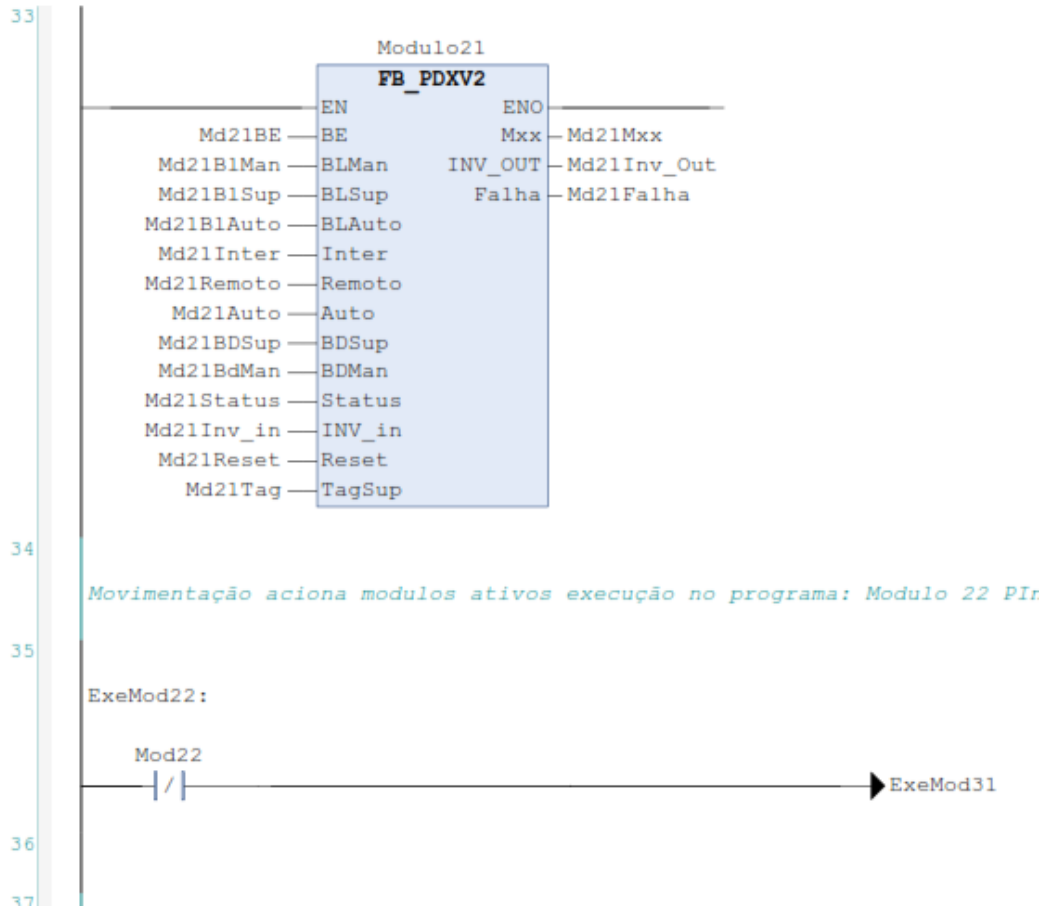 33
Modulo21
FB_PDXV2
EN ENO
Md21BE BE Mxx Md21Mxx
Md21BlMan BLMan INV_OUT Md21Inv_Out
Md21BlSup BLSup Falha Md21Falha
Md21BlAuto BLAuto
Md21Inter Inter
Md21Remoto Remoto
Md21Auto Auto
Md21BDSup BDSup
Md21BdMan BDMan
Md21Status Status
Md21Inv_in INV_in
Md21Reset Reset
Md21Tag TagSup
34
Movimentação aciona modulos ativos execução no programa: Modulo 22 PIn
35
ExeMod22:
Mod22
ExeMod31
36
37